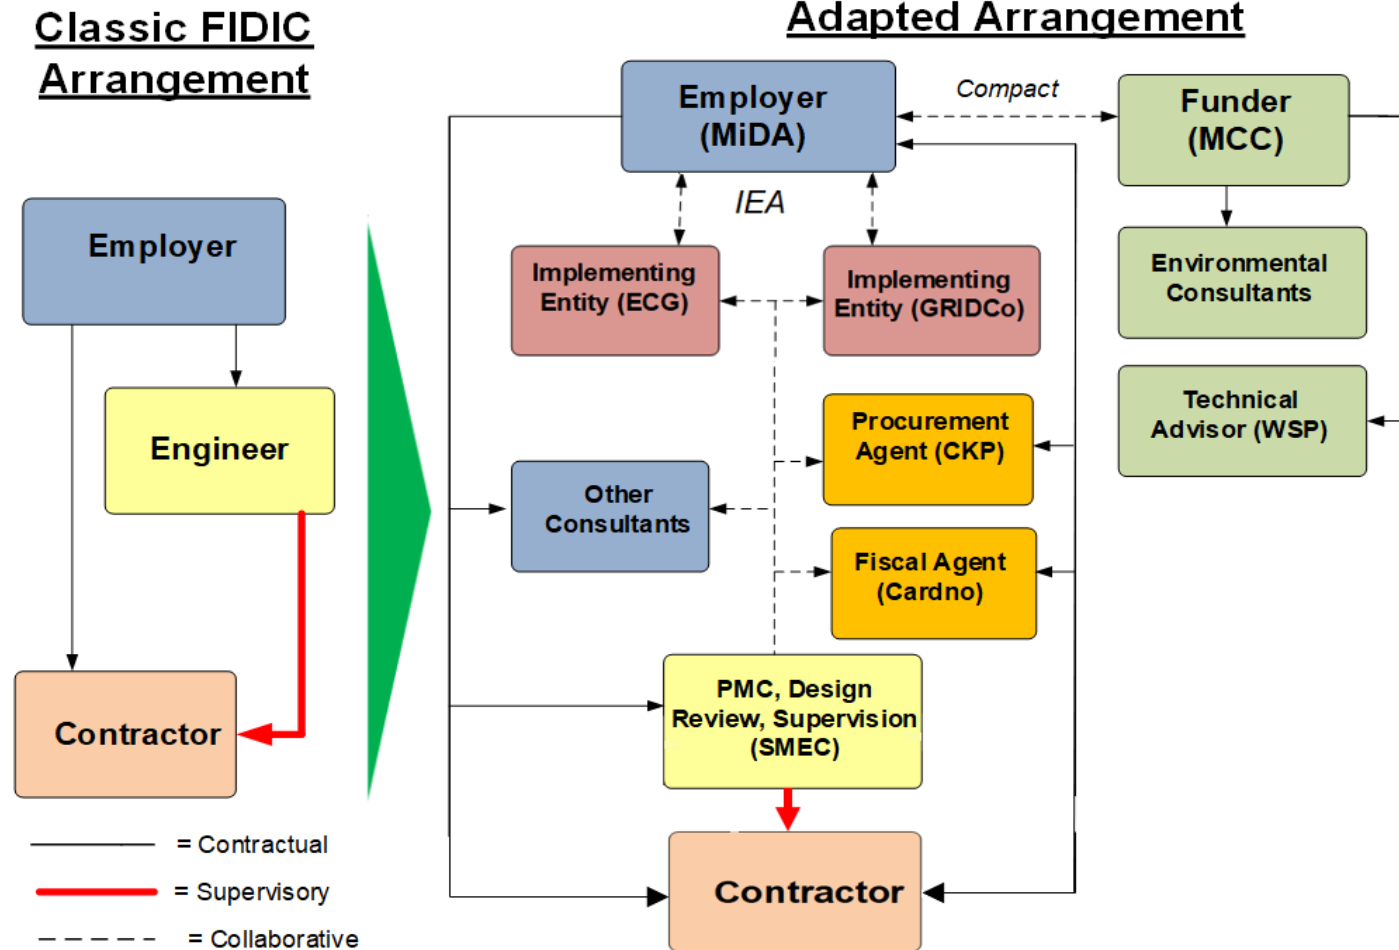 Classic FIDIC
Arrangement
Employer
Engineer
Contractor
= Contractual
= Supervisory
= Collaborative
Adapted Arrangement
Employer
(MiDA)
Compact
Funder
(MCC)
IEA
Implementing
Entity (ECG)
Implementing
Entity (GRIDCo)
Environmental
Consultants
Technical
Advisor (WSP)
Procurement
Agent (CKP)
Other
Consultants
Fiscal Agent
(Cardno)
PMC, Design
Review, Supervision
(SMEC)
Contractor